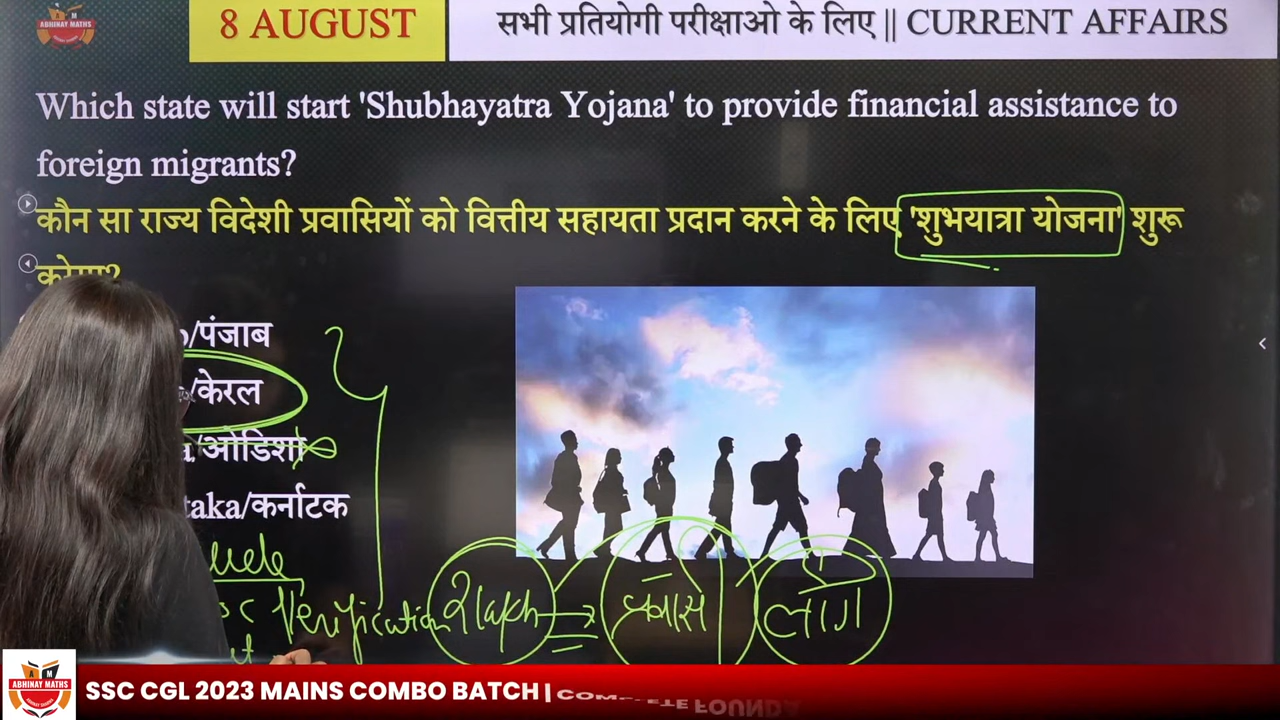 8 AUGUST
सभी प्रतियोगी परीक्षाओ के लिए || CURRENT AFFAIRS
Which state will start 'Shubhayatra Yojana' to provide financial assistance to
foreign migrants?
कौन सा राज्य विदेशी प्रवासियों को वित्तीय सहायता प्रदान करने के लिए 'शुभयात्रा योजना' शुरू
/पंजाब
/केरल
/ओडिशा
taka/कर्नाटक
Verification 2 lakh लोग
A M
ABHINAY MATHS
SSC CGL 2023 MAINS COMBO BATCH |